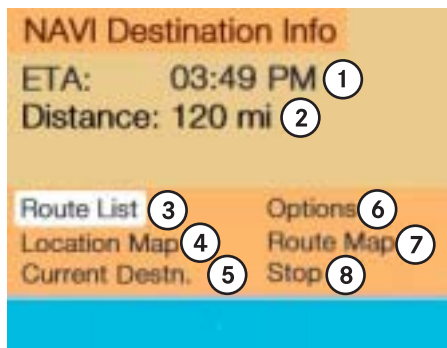 NAVI Destination Info
ETA: 03:49 PM 1
Distance: 120 mi 2
Route List 3 Options 6
Location Map 4 Route Map 7
Current Destn. 5 Stop 8